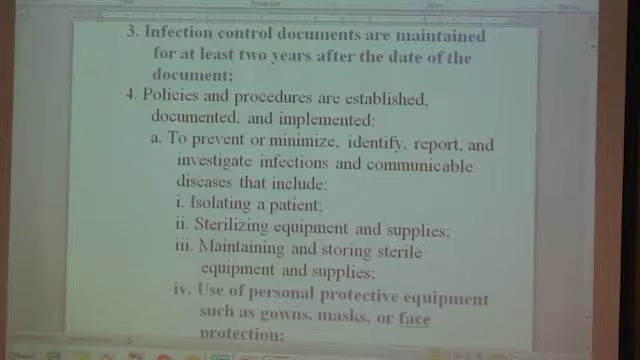 3. Infection control documents are maintained
for at least two years after the date of the
document;
4. Policies and procedures are established,
documented, and implemented:
a. To prevent or minimize, identify, report, and
investigate infections and communicable
diseases that include:
i. Isolating a patient;
ii. Sterilizing equipment and supplies;
iii. Maintaining and storing sterile
equipment and supplies;
iv. Use of personal protective equipment
such as gowns, masks, or face
protection;